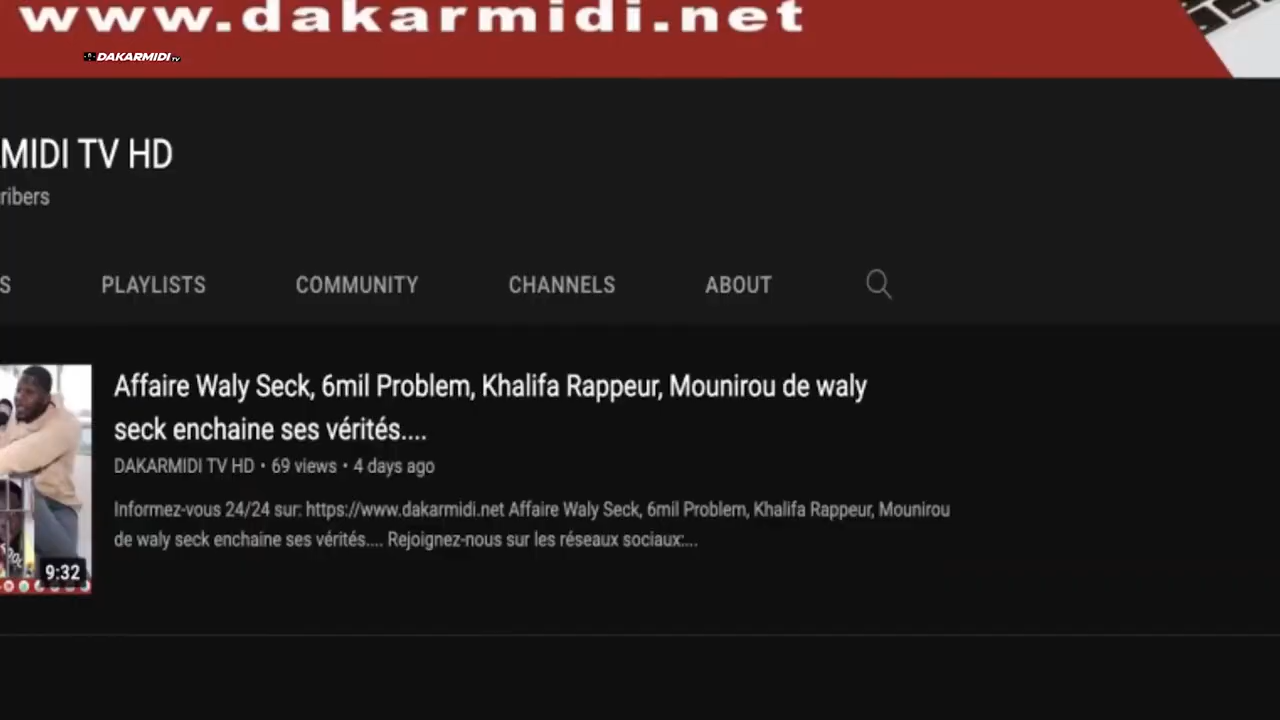 www.dakarmidi.net
DAKARMIDI TV
MIDI TV HD
ribers
S PLAYLISTS COMMUNITY CHANNELS ABOUT
Affaire Waly Seck, 6mil Problem, Khalifa Rappeur, Mounirou de waly
seck enchaine ses vérités....
DAKARMIDI TV HD • 69 views • 4 days ago
Informez-vous 24/24 sur: https://www.dakarmidi.net Affaire Waly Seck, 6mil Problem, Khalifa Rappeur, Mounirou
de waly seck enchaine ses vérités.... Rejoignez-nous sur les réseaux sociaux:...
9:32